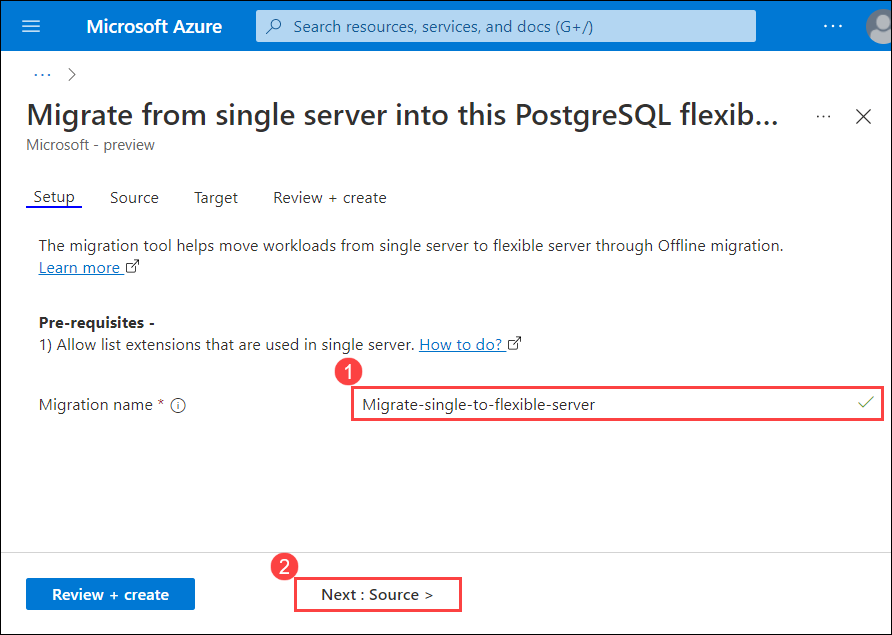 Microsoft Azure
Search resources, services, and docs (G+/)
...
...
Migrate from single server into this PostgreSQL flexib...
...
Microsoft - preview
Setup Source Target Review + create
The migration tool helps move workloads from single server to flexible server through Offline migration.
Learn more
Pre-requisites -
1) Allow list extensions that are used in single server. How to do?
1
Migration name * Migrate-single-to-flexible-server
2
Review + create Next : Source >